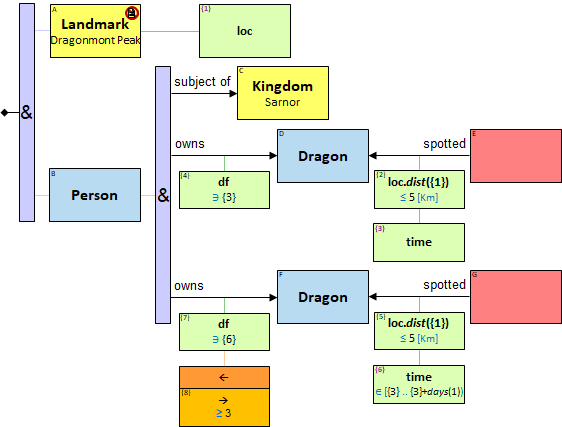 A
Landmark
Dragonmont Peak
{1}
loc
&
B
Person
&
subject of
C
Kingdom
Sarnor
owns
D
Dragon
spotted
E
{4}
df
∋ {3}
{2}
loc.dist({1})
≤ 5 [Km]
{3}
time
owns
F
Dragon
spotted
G
{7}
df
∋ {6}
{5}
loc.dist({1})
≤ 5 [Km]
←
{8}
→
≥ 3
{6}
time
∈ [{3} .. {3}+days(1))